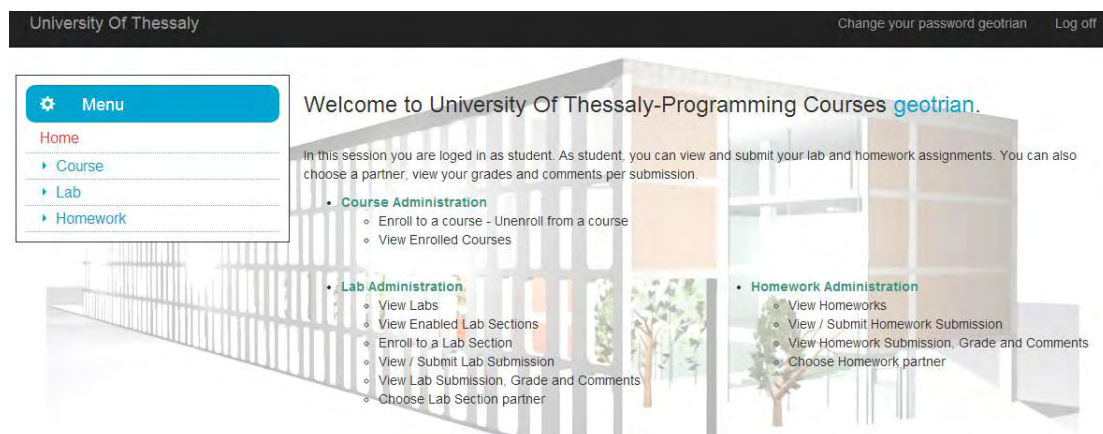 University Of Thessaly
Change your password geotrian
Log off
Menu
Home
Course
Lab
Homework
Welcome to University Of Thessaly-Programming Courses geotrian.
In this session you are loged in as student. As student, you can view and submit your lab and homework assignments. You can also
choose a partner, view your grades and comments per submission.
Course Administration
Enroll to a course - Unenroll from a course
View Enrolled Courses
Lab Administration
View Labs
View Enabled Lab Sections
Enroll to a Lab Section
View / Submit Lab Submission
View Lab Submission, Grade and Comments
Choose Lab Section partner
Homework Administration
View Homeworks
View / Submit Homework Submission
View Homework Submission, Grade and Comments
Choose Homework partner